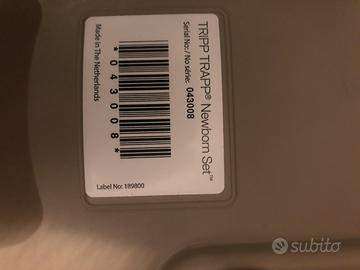 TRIPP TRAPP® Newborn Set™
Serial No: / No série: 043008
*043008*
Made in The Netherlands
Label No: 189800
subito